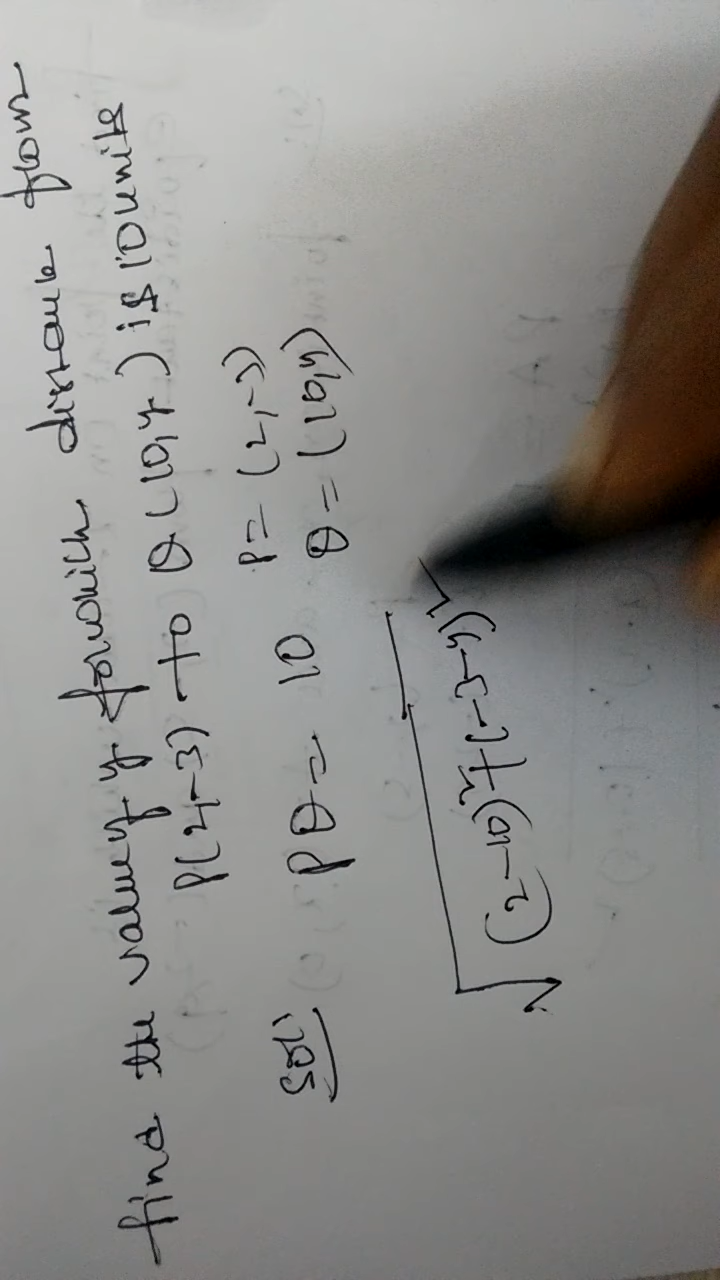 find the value y y for which distance from
P(2,-3) to Q (10, y) is 10 units
Sol: PQ = 10 P = (2,-3)
Q = (10,y)
√(2-10)²+(-3-y)²